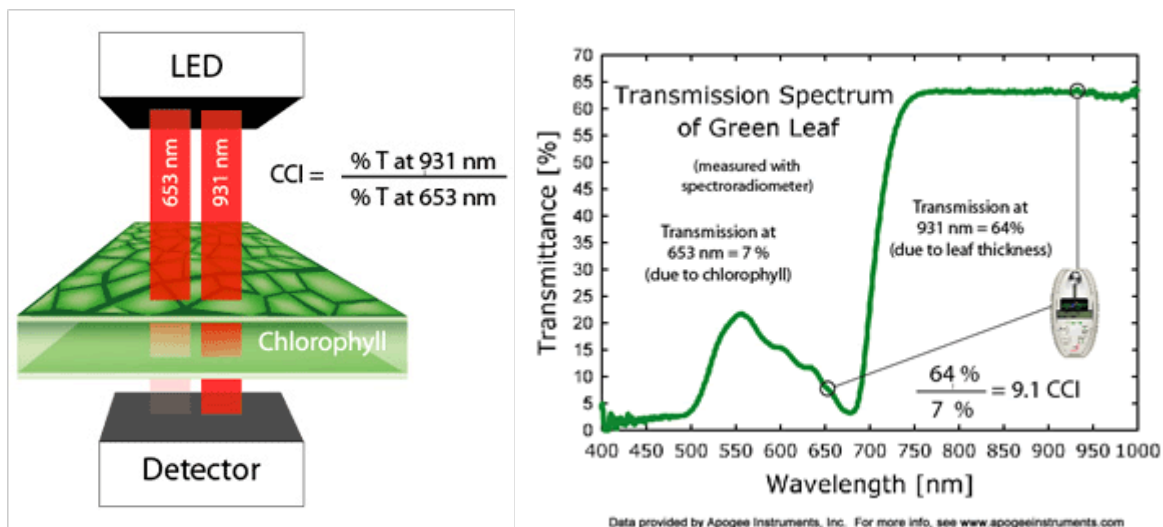 LED
653 nm
931 nm
CCI = % T at 931 nm
% T at 653 nm
Chlorophyll
Detector
Transmission Spectrum
of Green Leaf
(measured with
spectroradiometer)
Transmission at
653 nm = 7 %
(due to chlorophyll)
Transmission at
931 nm = 64%
(due to leaf thickness)
64 %
7 %
= 9.1 CCI
Transmittance [%]
70
65
60
55
50
45
40
35
30
25
20
15
10
5
0
400 450 500 550 600 650 700 750 800 850 900 950 1000
Wavelength [nm]
Data provided by Apogee Instruments, Inc. For more info, see www.apogeeinstruments.com